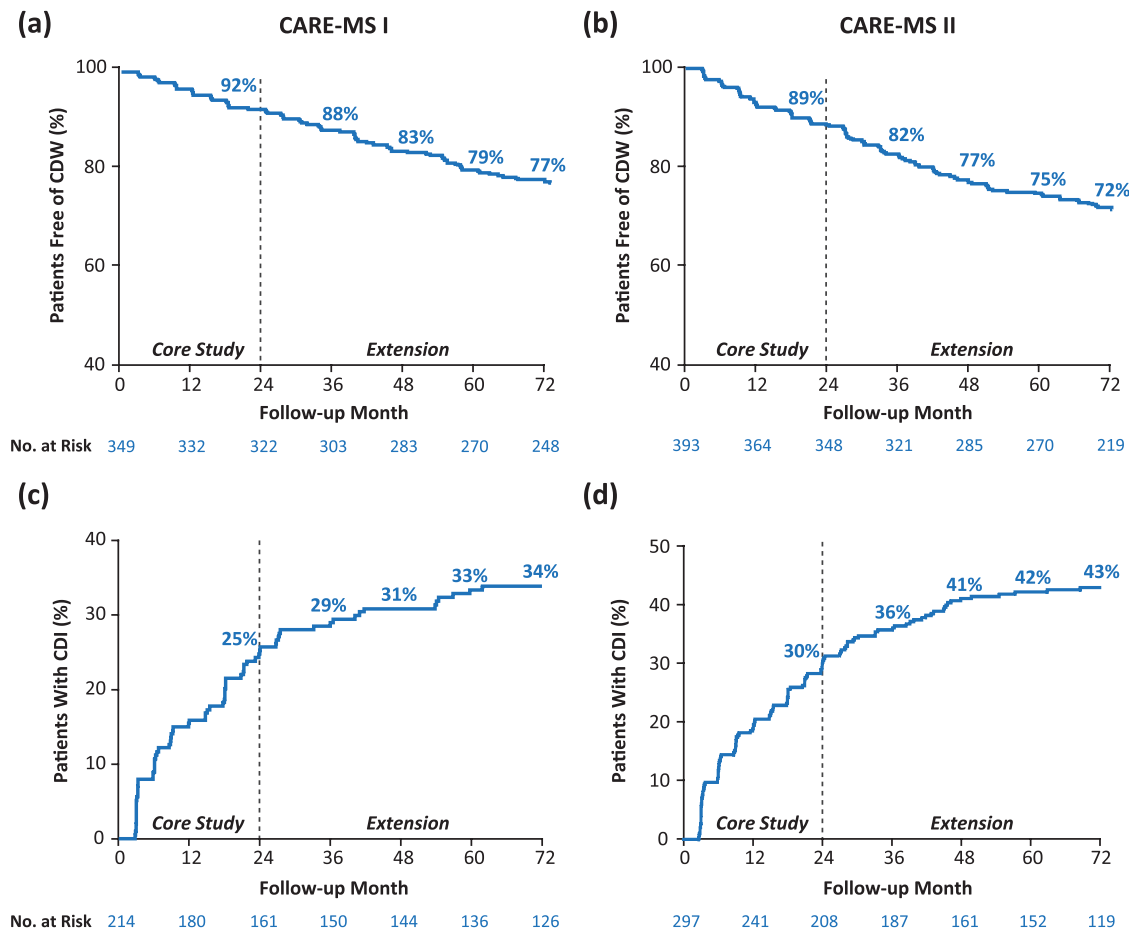 (a)
CARE-MS I
Patients Free of CDW (%)
100
80
60
40
92%
88%
83%
79%
77%
Core Study
Extension
0 12 24 36 48 60 72
Follow-up Month
No. at Risk 349 332 322 303 283 270 248
(b)
CARE-MS II
Patients Free of CDW (%)
100
80
60
40
89%
82%
77%
75%
72%
Core Study
Extension
0 12 24 36 48 60 72
Follow-up Month
393 364 348 321 285 270 219
(c)
Patients With CDI (%)
40
30
20
10
0
25%
29%
31%
33%
34%
Core Study
Extension
0 12 24 36 48 60 72
Follow-up Month
No. at Risk 214 180 161 150 144 136 126
(d)
Patients With CDI (%)
50
40
30
20
10
0
30%
36%
41%
42%
43%
Core Study
Extension
0 12 24 36 48 60 72
Follow-up Month
No. at Risk 297 241 208 187 161 152 119